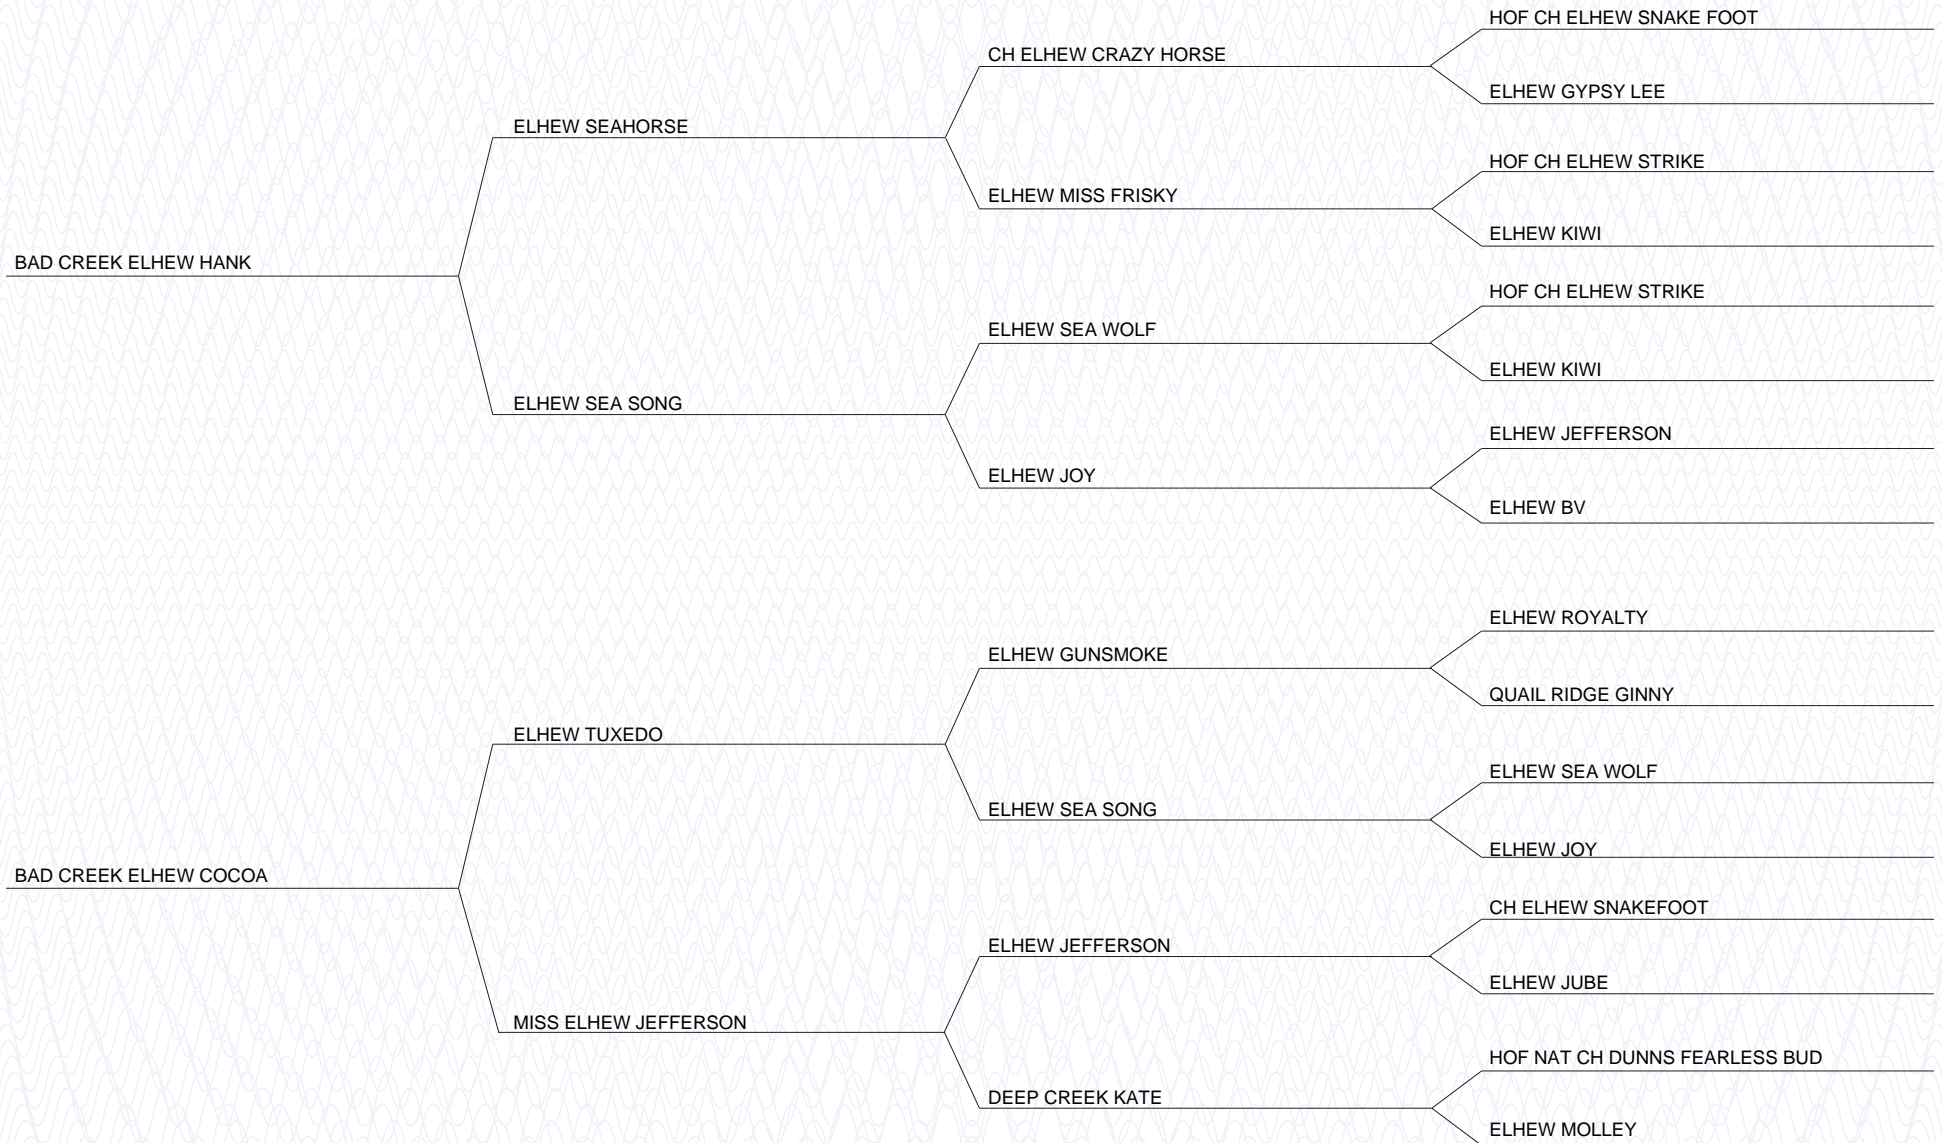 HOF CH ELHEW SNAKE FOOT
CH ELHEW CRAZY HORSE
ELHEW GYPSY LEE
ELHEW SEAHORSE
HOF CH ELHEW STRIKE
ELHEW MISS FRISKY
ELHEW KIWI
BAD CREEK ELHEW HANK
HOF CH ELHEW STRIKE
ELHEW SEA WOLF
ELHEW KIWI
ELHEW SEA SONG
ELHEW JEFFERSON
ELHEW JOY
ELHEW BV
ELHEW ROYALTY
ELHEW GUNSMOKE
QUAIL RIDGE GINNY
ELHEW TUXEDO
ELHEW SEA WOLF
ELHEW SEA SONG
ELHEW JOY
BAD CREEK ELHEW COCOA
CH ELHEW SNAKEFOOT
ELHEW JEFFERSON
ELHEW JUBE
MISS ELHEW JEFFERSON
HOF NAT CH DUNNS FEARLESS BUD
DEEP CREEK KATE
ELHEW MOLLEY